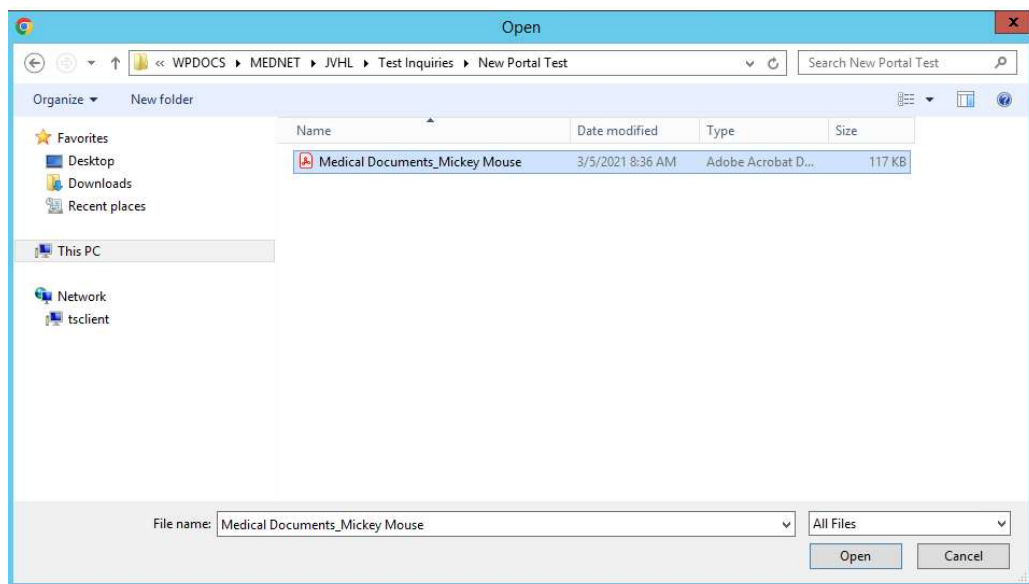 Open
« WPDOCS ▸ MEDNET ▸ JVHL ▸ Test Inquiries ▸ New Portal Test
Search New Portal Test
Organize
New folder
Favorites
Desktop
Downloads
Recent places
This PC
Network
tsclient
Name Date modified Type Size
Medical Documents_Mickey Mouse 3/5/2021 8:36 AM Adobe Acrobat D... 117 KB
File name: Medical Documents_Mickey Mouse
All Files
Open Cancel